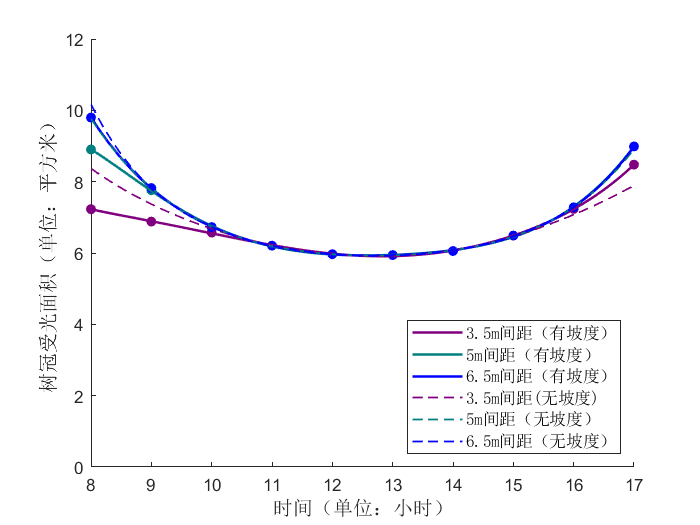 12
10
8
6
4
2
0
树冠受光面积（单位：平方米）
3.5m间距（有坡度）
5m间距（有坡度）
6.5m间距（有坡度）
3.5m间距(无坡度)
5m间距（无坡度）
6.5m间距（无坡度）
8 9 10 11 12 13 14 15 16 17
时间（单位：小时）